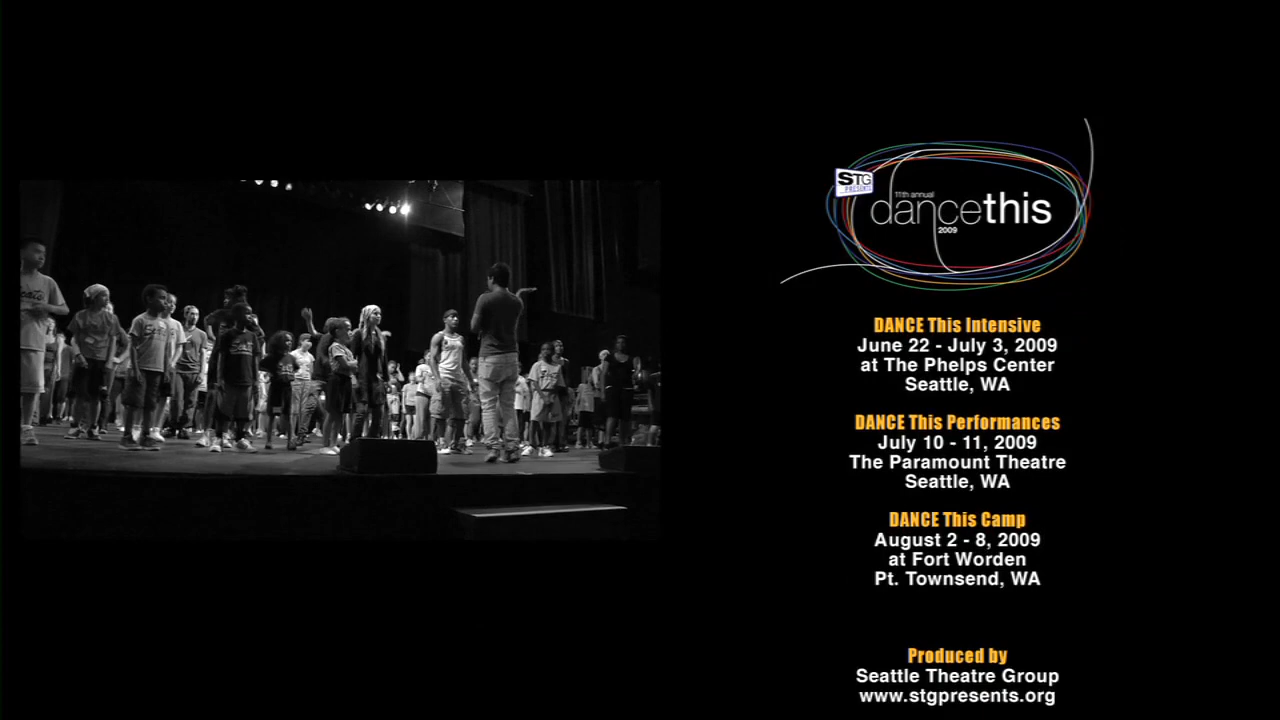 STG
PRESENTS
11th annual
dancethis
2009
DANCE This Intensive
June 22 - July 3, 2009
at The Phelps Center
Seattle, WA
DANCE This Performances
July 10 - 11, 2009
The Paramount Theatre
Seattle, WA
DANCE This Camp
August 2 - 8, 2009
at Fort Worden
Pt. Townsend, WA
Produced by
Seattle Theatre Group
www.stgpresents.org